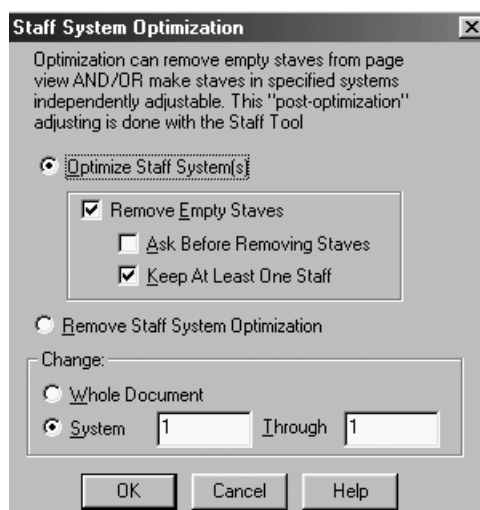 Staff System Optimization
Optimization can remove empty staves from page
view AND/OR make staves in specified systems
independently adjustable. This "post-optimization"
adjusting is done with the Staff Tool
Optimize Staff System(s)
Remove Empty Staves
Ask Before Removing Staves
Keep At Least One Staff
Remove Staff System Optimization
Change:
Whole Document
System 1 Through 1
OK Cancel Help